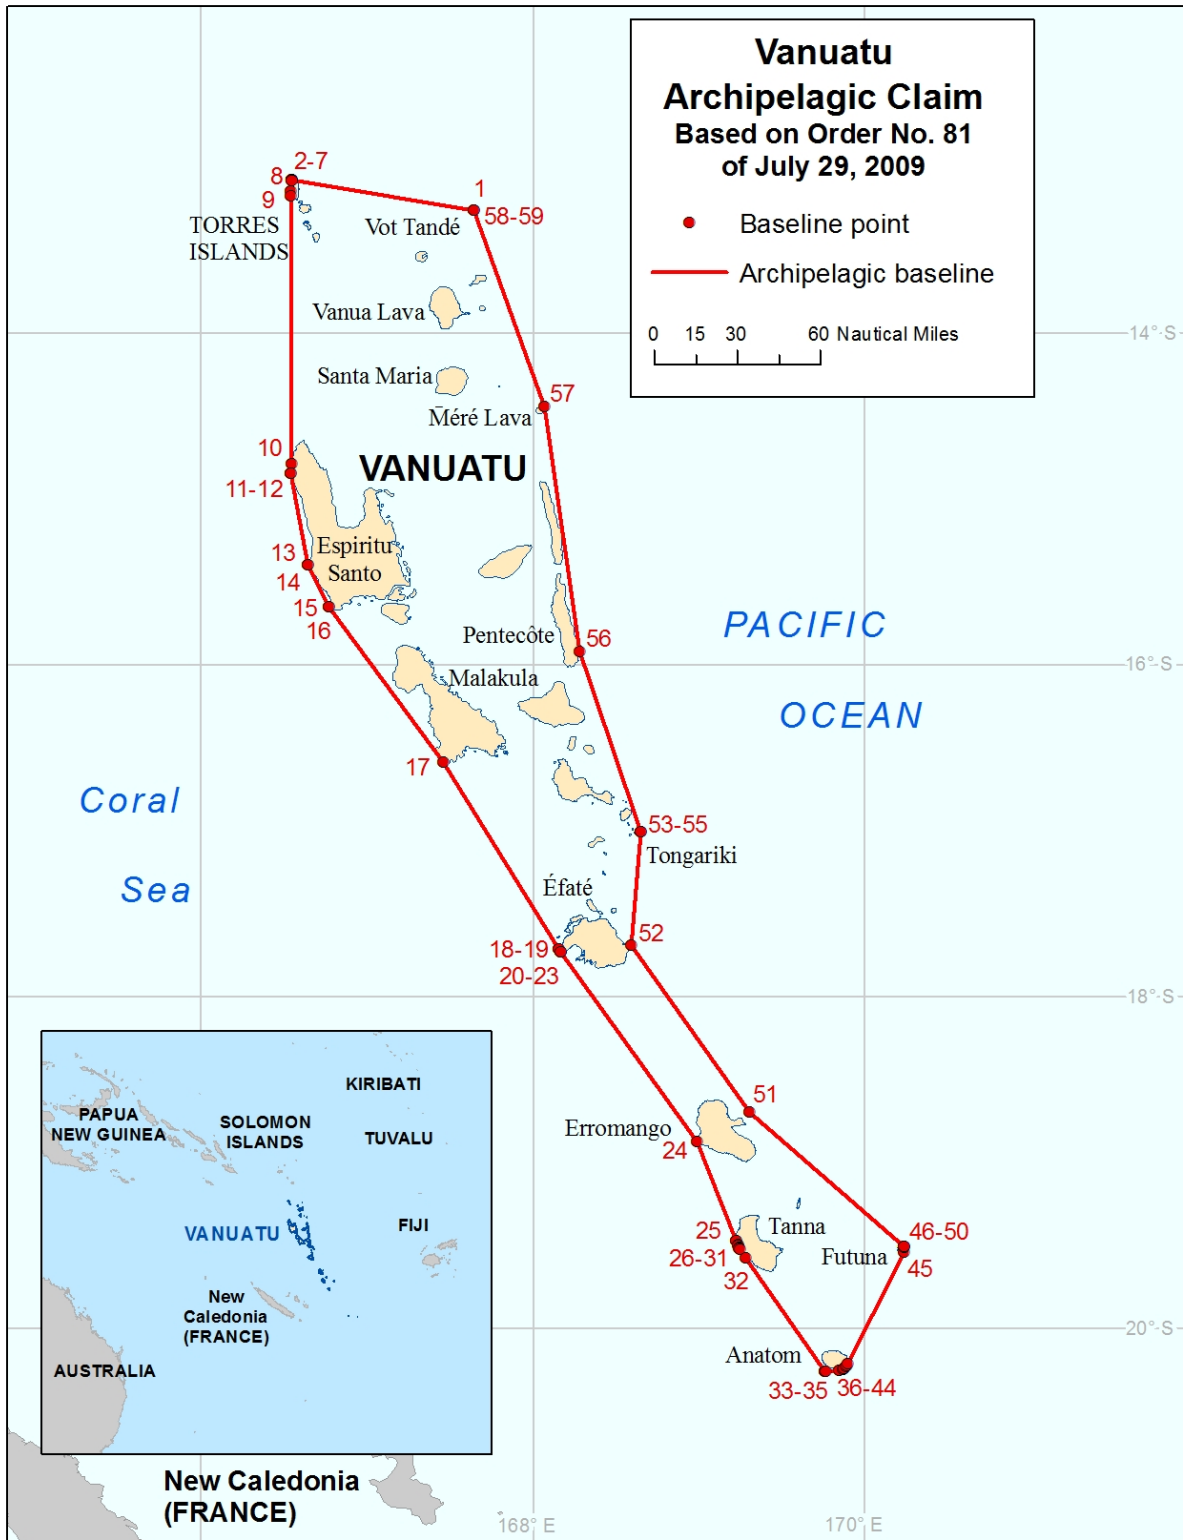 Vanuatu
Archipelagic Claim
Based on Order No. 81
of July 29, 2009
Baseline point
Archipelagic baseline
0 15 30 60 Nautical Miles
2-7
8
9
1
58-59
TORRES
ISLANDS
Vot Tandé
Vanua Lava
14° S
Santa Maria
57
M̄éré Lava
10
VANUATU
11-12
13
Espiritu
Santo
14
15
16
Pentecôte
56
PACIFIC
OCEAN
16° S
Malakula
17
Coral
Sea
53-55
Tongariki
Éfaté
52
18-19
20-23
18° S
51
Erromango
24
25
Tanna
46-50
26-31
Futuna
45
32
20° S
Anatom
33-35
36-44
KIRIBATI
PAPUA
NEW GUINEA
SOLOMON
ISLANDS
TUVALU
VANUATU
FIJI
New
Caledonia
(FRANCE)
AUSTRALIA
New Caledonia
(FRANCE)
168° E
170° E